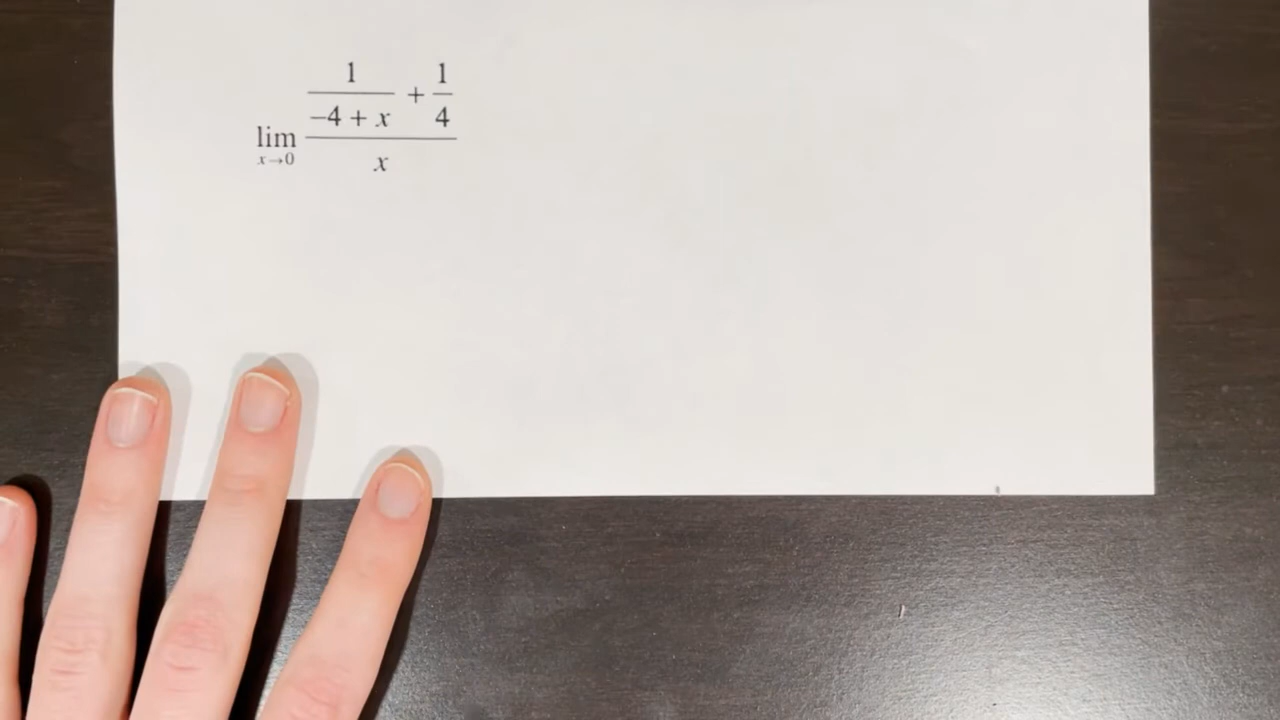 lim x→0 (1/(−4 + x) + 1/4)/x